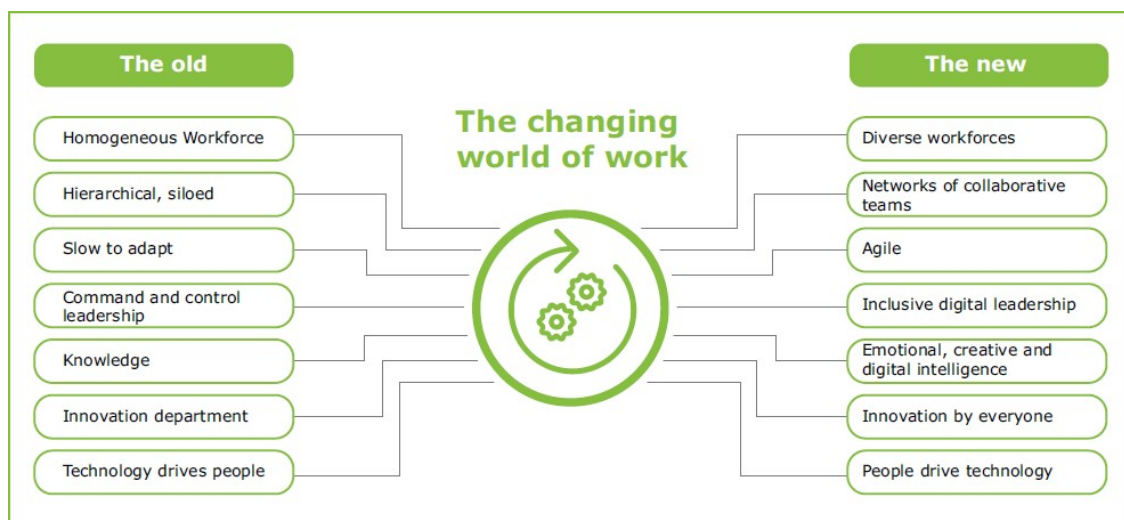 The old
The new
The changing
world of work
Homogeneous Workforce
Hierarchical, siloed
Slow to adapt
Command and control
leadership
Knowledge
Innovation department
Technology drives people
Diverse workforces
Networks of collaborative
teams
Agile
Inclusive digital leadership
Emotional, creative and
digital intelligence
Innovation by everyone
People drive technology